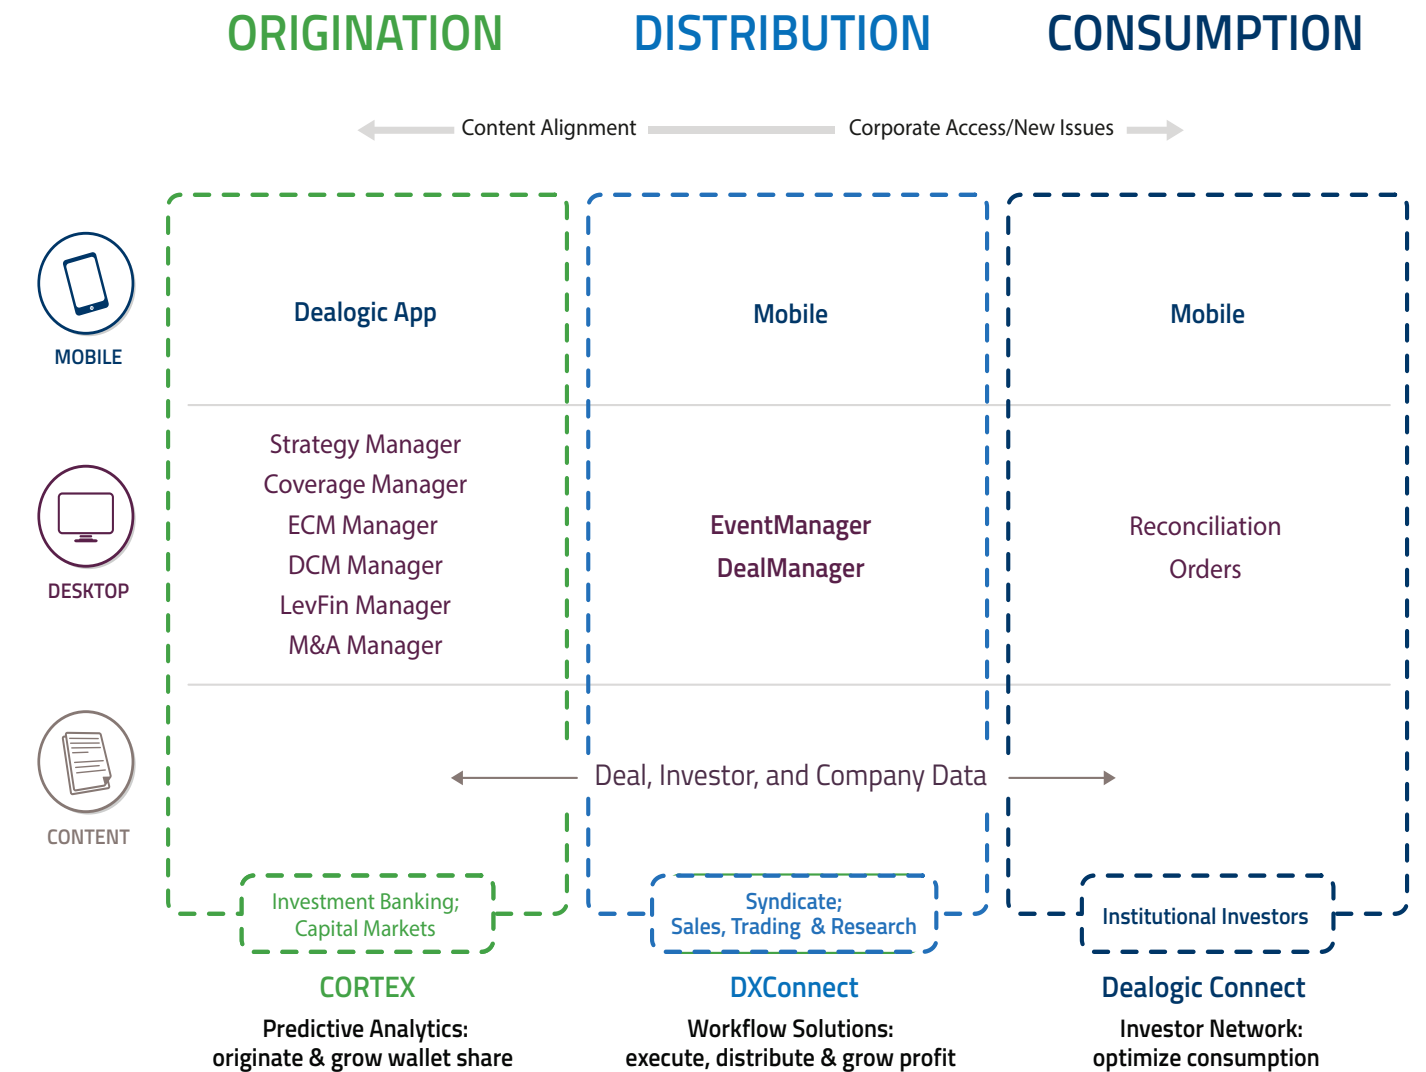 ORIGINATION
DISTRIBUTION
CONSUMPTION
Content Alignment
Corporate Access/New Issues
MOBILE
Dealogic App
Mobile
Mobile
DESKTOP
Strategy Manager
Coverage Manager
ECM Manager
DCM Manager
LevFin Manager
M&A Manager
EventManager
DealManager
Reconciliation
Orders
CONTENT
Deal, Investor, and Company Data
Investment Banking;
Capital Markets
Syndicate;
Sales, Trading & Research
Institutional Investors
CORTEX
Predictive Analytics:
originate & grow wallet share
DXConnect
Workflow Solutions:
execute, distribute & grow profit
Dealogic Connect
Investor Network:
optimize consumption